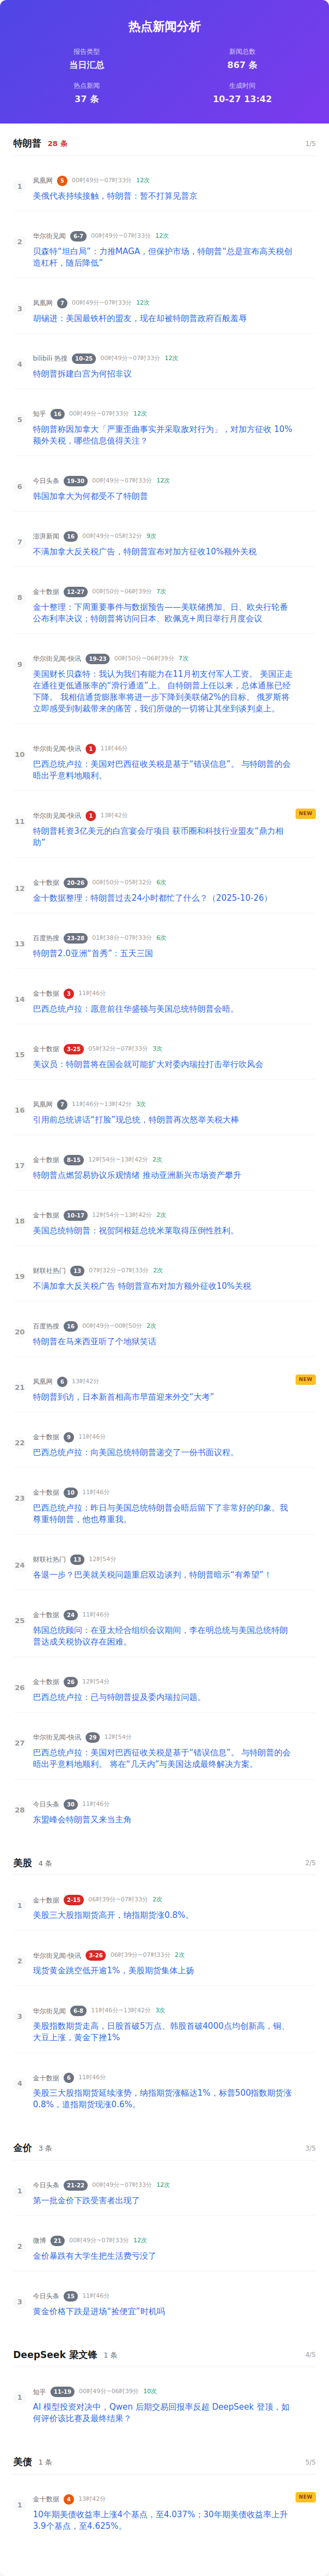 热点新闻分析
报告类型
当日汇总
新闻总数
867 条
热点新闻
37 条
生成时间
10-27 13:42
特朗普 28 条 1/5
1
凤凰网 5 00时49分~07时33分 12次
美俄代表持续接触，特朗普：暂不打算见普京
2
华尔街见闻 6-7 00时49分~07时33分 12次
贝森特“坦白局”：力推MAGA，但保护市场，特朗普“总是宣布高关税创
造杠杆，随后降低”
3
凤凰网 7 00时49分~07时33分 12次
胡锡进：美国最铁杆的盟友，现在却被特朗普政府百般羞辱
4
bilibili 热搜 10-25 00时49分~07时33分 12次
特朗普拆建白宫为何招非议
5
知乎 16 00时49分~07时33分 12次
特朗普称因加拿大「严重歪曲事实并采取敌对行为」，对加方征收 10%
额外关税，哪些信息值得关注？
6
今日头条 19-30 00时49分~07时33分 12次
韩国加拿大为何都受不了特朗普
7
澎湃新闻 16 00时49分~05时32分 9次
不满加拿大反关税广告，特朗普宣布对加方征收10%额外关税
8
金十数据 16-27 00时50分~06时39分 7次
金十整理：下周重要事件与数据预告——美联储携加、日、欧央行轮番
公布利率决议；特朗普将访问日本、欧佩克+周日举行月度会议
9
华尔街见闻-快讯 19-23 00时50分~06时39分 7次
美国财长贝森特：我认为我们有能力在11月初支付军人工资。 美国正走
在通往更低通胀率的“滑行通道”上。 自特朗普上任以来，总体通胀已经
下降。 我相信通货膨胀率将进一步下降到美联储2%的目标。 俄罗斯将
立即感受到制裁带来的痛苦，我们所做的一切将让其坐到谈判桌上。
10
华尔街见闻-快讯 1 11时46分
巴西总统卢拉：美国对巴西征收关税是基于“错误信息”。 与特朗普的会
晤出乎意料地顺利。
11
华尔街见闻-快讯 1 13时42分
NEW
特朗普耗资3亿美元的白宫宴会厅项目 获币圈和科技行业盟友“鼎力相
助”
12
金十数据 20-26 00时50分~05时32分 6次
金十数据整理：特朗普过去24小时都忙了什么？（2025-10-26）
13
百度热搜 23-28 01时38分~07时33分 6次
特朗普2.0亚洲“首秀”：五天三国
14
金十数据 3 11时46分
巴西总统卢拉：愿意前往华盛顿与美国总统特朗普会晤。
15
金十数据 3-25 05时32分~07时33分 3次
美议员：特朗普将在国会就可能扩大对委内瑞拉打击举行吹风会
16
凤凰网 7 11时46分~13时42分 3次
引用前总统讲话“打脸”现总统，特朗普再次怒举关税大棒
17
金十数据 8-15 12时54分~13时42分 2次
特朗普点燃贸易协议乐观情绪 推动亚洲新兴市场资产攀升
18
金十数据 10-17 12时54分~13时42分 2次
美国总统特朗普：祝贺阿根廷总统米莱取得压倒性胜利。
19
财联社热门 13 07时32分~07时33分 2次
不满加拿大反关税广告 特朗普宣布对加方额外征收10%关税
20
百度热搜 16 00时49分~00时50分 2次
特朗普在马来西亚听了个地狱笑话
21
凤凰网 6 13时42分
NEW
特朗普到访，日本新首相高市早苗迎来外交“大考”
22
金十数据 9 11时46分
巴西总统卢拉：向美国总统特朗普递交了一份书面议程。
23
金十数据 10 11时46分
巴西总统卢拉：昨日与美国总统特朗普会晤后留下了非常好的印象。我
尊重特朗普，他也尊重我。
24
财联社热门 13 12时54分
各退一步？巴美就关税问题重启双边谈判，特朗普暗示“有希望”！
25
金十数据 24 11时46分
韩国总统顾问：在亚太经合组织会议期间，李在明总统与美国总统特朗
普达成关税协议存在困难。
26
金十数据 26 12时54分
巴西总统卢拉：已与特朗普提及委内瑞拉问题。
27
华尔街见闻-快讯 29 12时54分
巴西总统卢拉：美国对巴西征收关税是基于“错误信息”。 与特朗普的会
晤出乎意料地顺利。 将在“几天内”与美国达成最终解决方案。
28
今日头条 30 11时46分
东盟峰会特朗普又来当主角
美股 4 条 2/5
1
金十数据 2-15 06时39分~07时33分 2次
美股三大股指期货高开，纳指期货涨0.8%。
2
华尔街见闻-快讯 3-26 06时39分~07时33分 2次
现货黄金跳空低开逾1%，美股期货集体上扬
3
华尔街见闻 6-8 11时46分~13时42分 3次
美股指数期货走高，日股首破5万点、韩股首破4000点均创新高，铜、
大豆上涨，黄金下挫1%
4
金十数据 6 11时46分
美股三大股指期货延续涨势，纳指期货涨幅达1%，标普500指数期货涨
0.8%，道指期货现涨0.6%。
金价 3 条 3/5
1
今日头条 21-22 00时49分~07时33分 12次
第一批金价下跌受害者出现了
2
微博 21 00时49分~07时33分 12次
金价暴跌有大学生把生活费亏没了
3
今日头条 15 11时46分
黄金价格下跌是进场“捡便宜”时机吗
DeepSeek 梁文锋 1 条 4/5
1
知乎 11-19 00时49分~06时39分 10次
AI 模型投资对决中，Qwen 后期交易回报率反超 DeepSeek 登顶，如
何评价该比赛及最终结果？
美债 1 条 5/5
1
金十数据 4 13时42分
NEW
10年期美债收益率上涨4个基点，至4.037%；30年期美债收益率上升
3.9个基点，至4.625%。